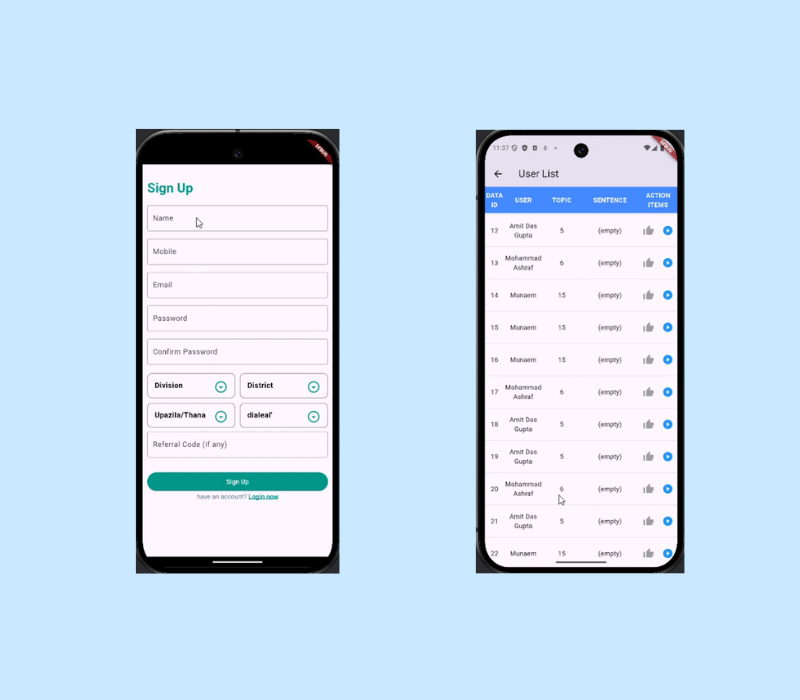 DEBUG
Sign Up
Name
Mobile
Email
Password
Confirm Password
Division
District
Upazila/Thana
dialeal'
Referral Code (if any)
Sign Up
have an account? Login now
11:37
User List
DATA ID USER TOPIC SENTENCE ACTION ITEMS
12 Amit Das Gupta 5 (empty)
13 Mohammad Ashraf 6 (empty)
14 Munaem 15 (empty)
15 Munaem 15 (empty)
16 Munaem 15 (empty)
17 Mohammad Ashraf 6 (empty)
18 Amit Das Gupta 5 (empty)
19 Amit Das Gupta 5 (empty)
20 Mohammad Ashraf 6 (empty)
21 Amit Das Gupta 5 (empty)
22 Munaem 15 (empty)